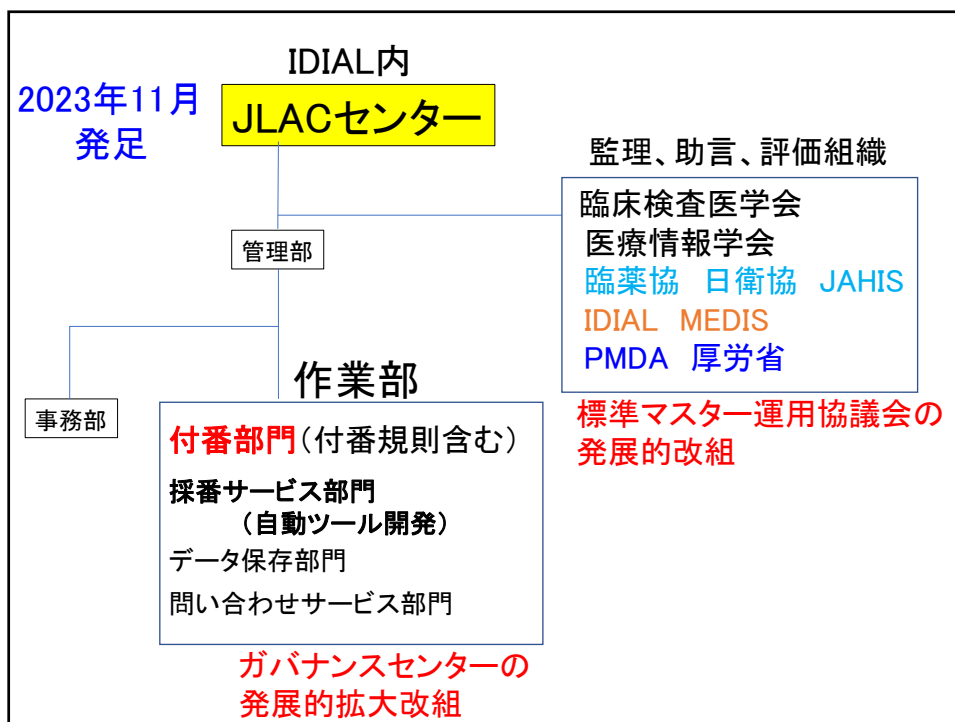 IDIAL内
2023年11月
発足
JLACセンター
監理、助言、評価組織
臨床検査医学会
医療情報学会
臨薬協 日衛協 JAHIS
IDIAL MEDIS
PMDA 厚労省
標準マスター運用協議会の
発展的改組
管理部
事務部
作業部
付番部門(付番規則含む)
採番サービス部門
(自動ツール開発)
データ保存部門
問い合わせサービス部門
ガバナンスセンターの
発展的拡大改組